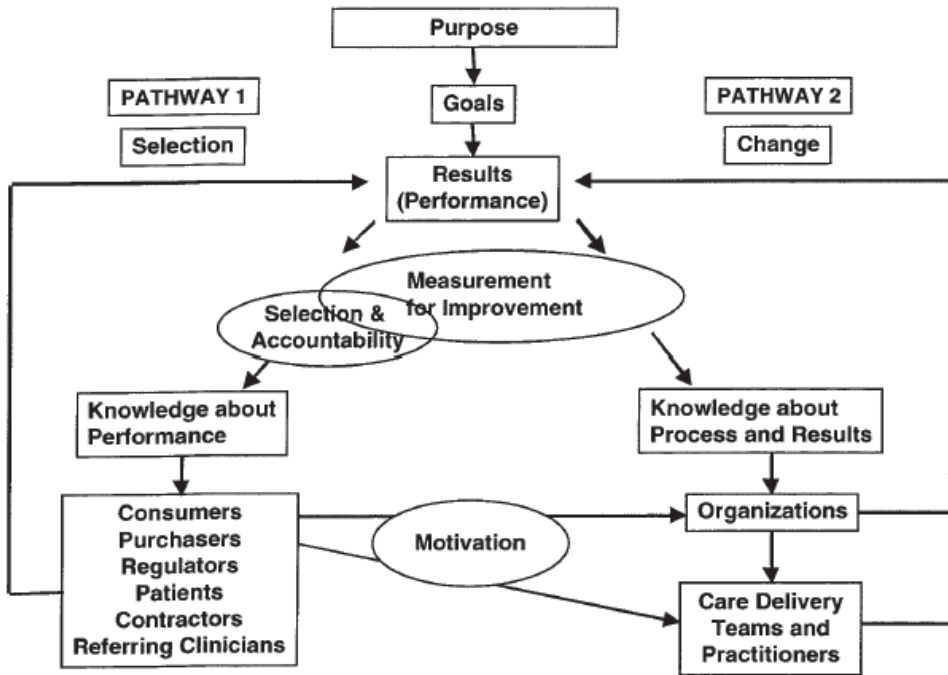 Purpose
PATHWAY 1
Goals
PATHWAY 2
Selection
Change
Results
(Performance)
Measurement
for Improvement
Selection &
Accountability
Knowledge about
Performance
Knowledge about
Process and Results
Consumers
Purchasers
Regulators
Patients
Contractors
Referring Clinicians
Motivation
Organizations
Care Delivery
Teams and
Practitioners